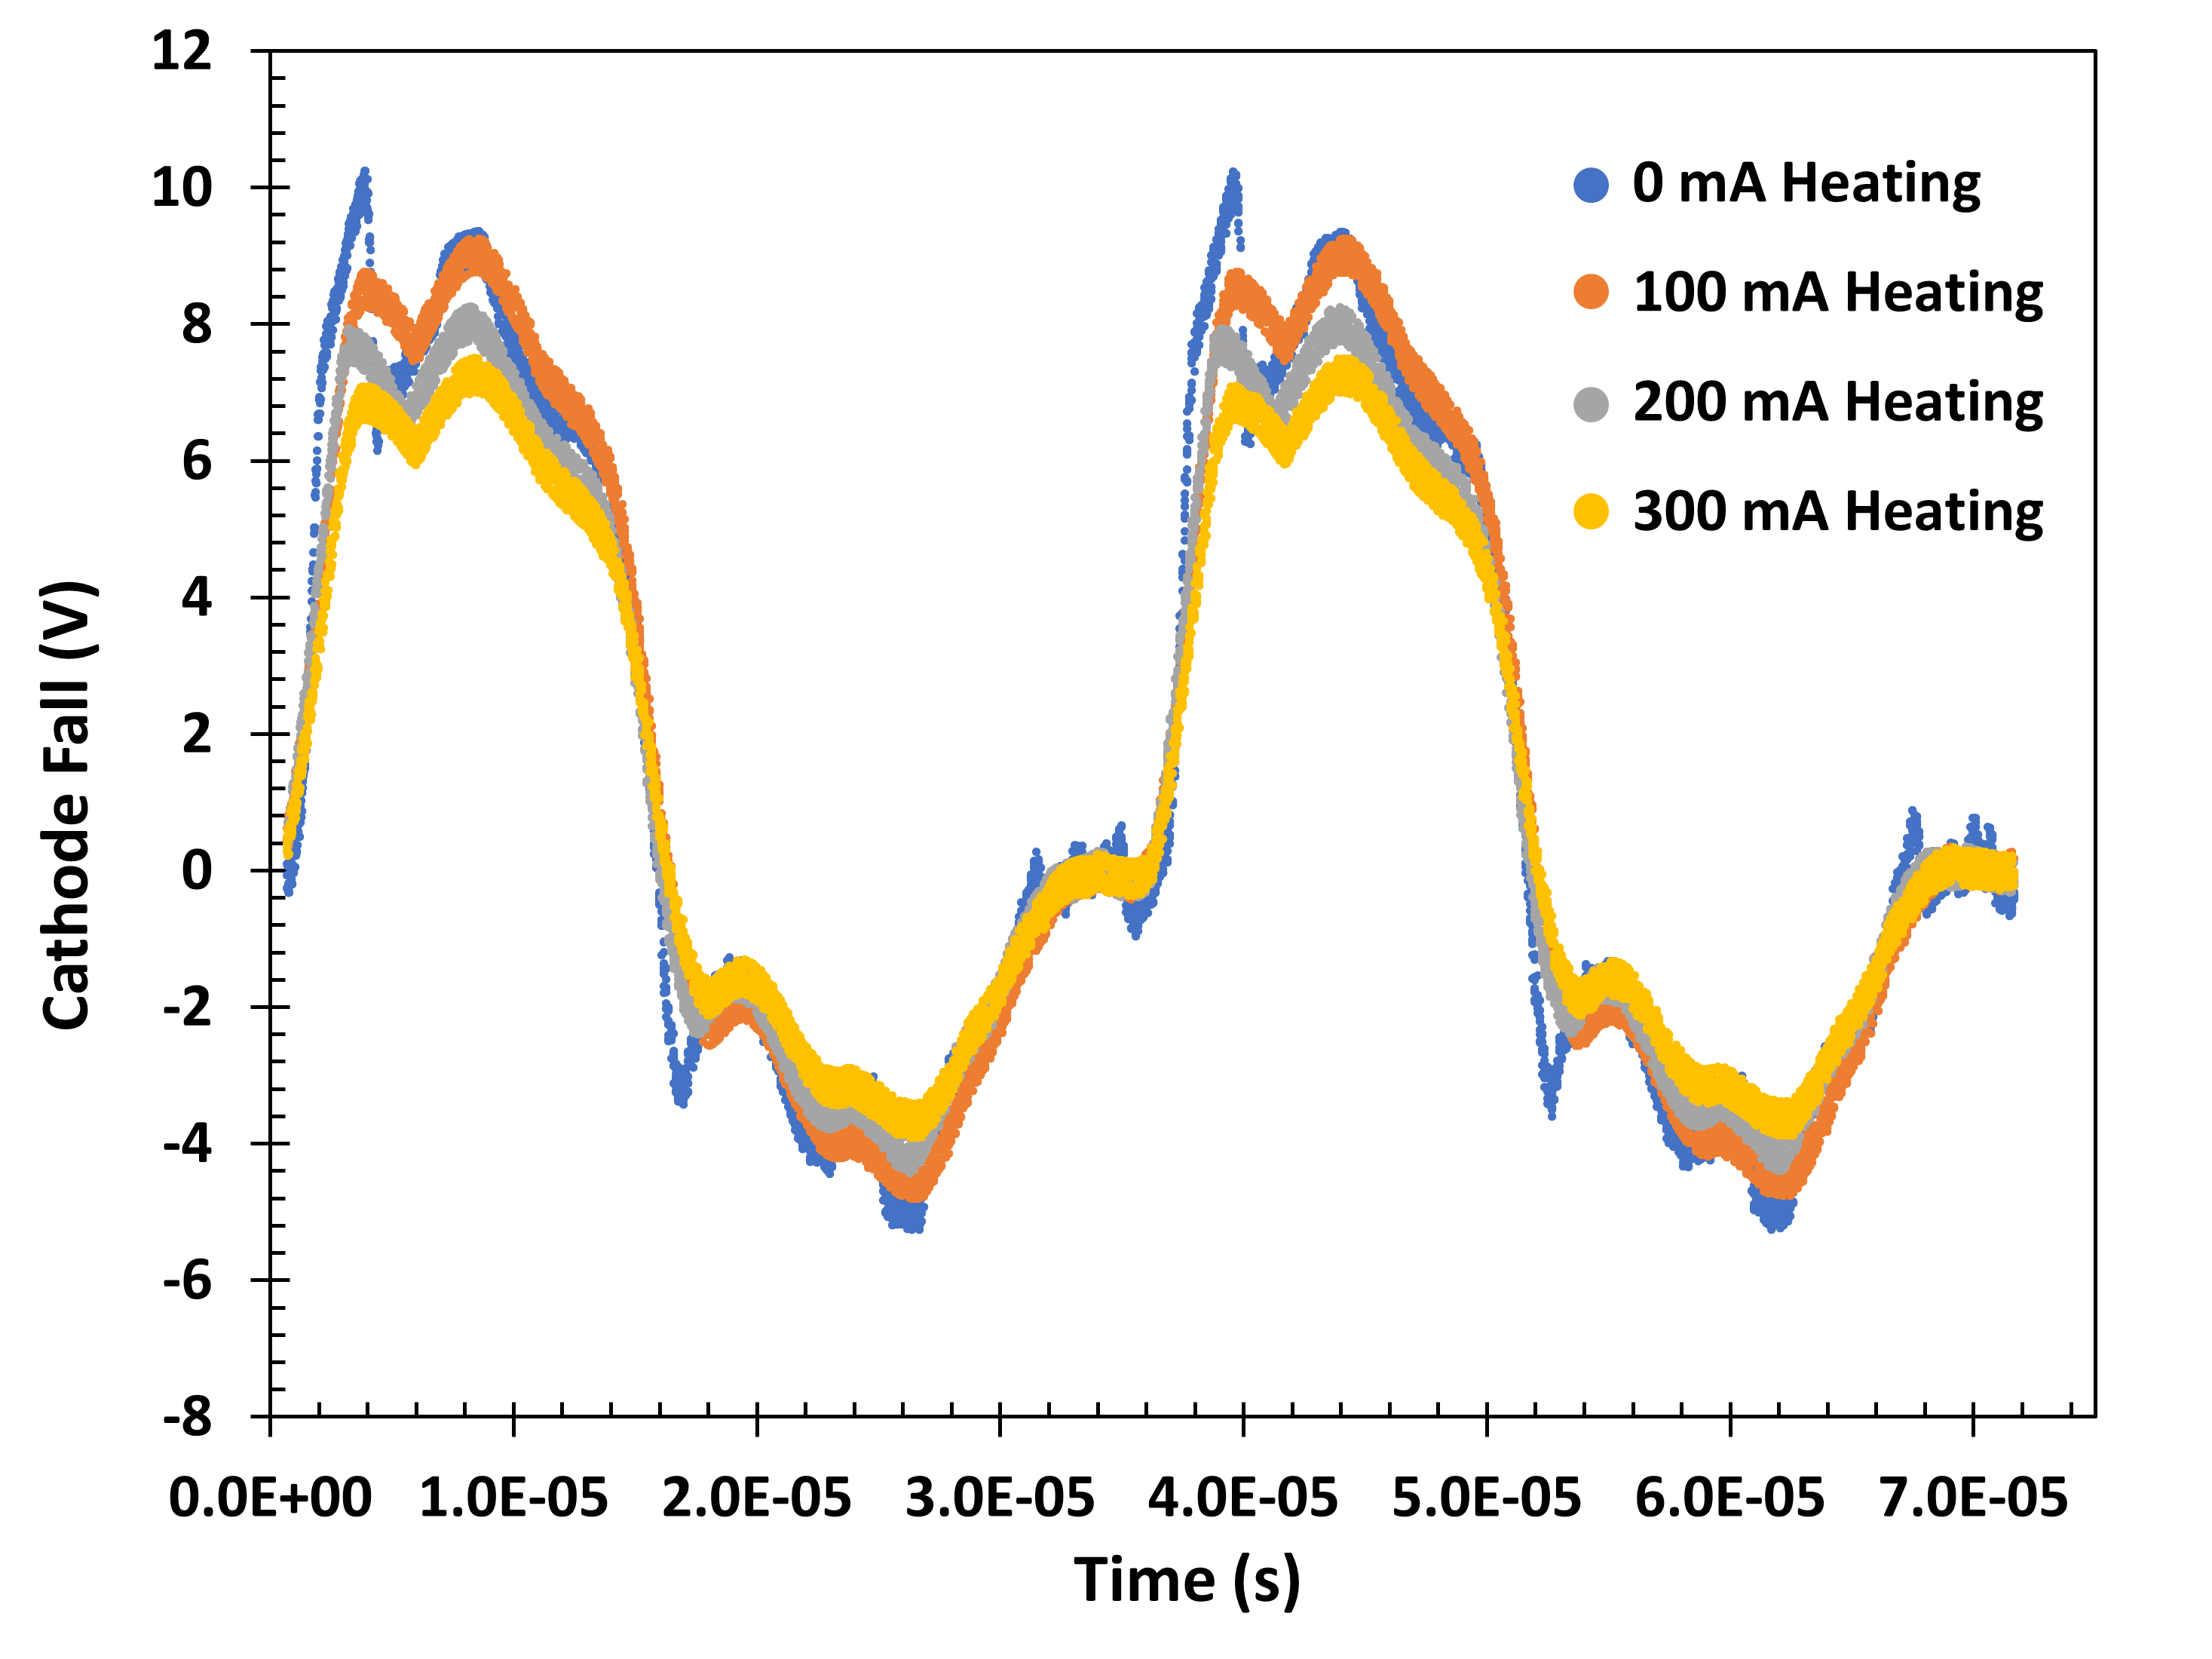 12
10
8
6
4
2
0
-2
-4
-6
-8
Cathode Fall (V)
0 mA Heating
100 mA Heating
200 mA Heating
300 mA Heating
0.0E+00 1.0E-05 2.0E-05 3.0E-05 4.0E-05 5.0E-05 6.0E-05 7.0E-05
Time (s)